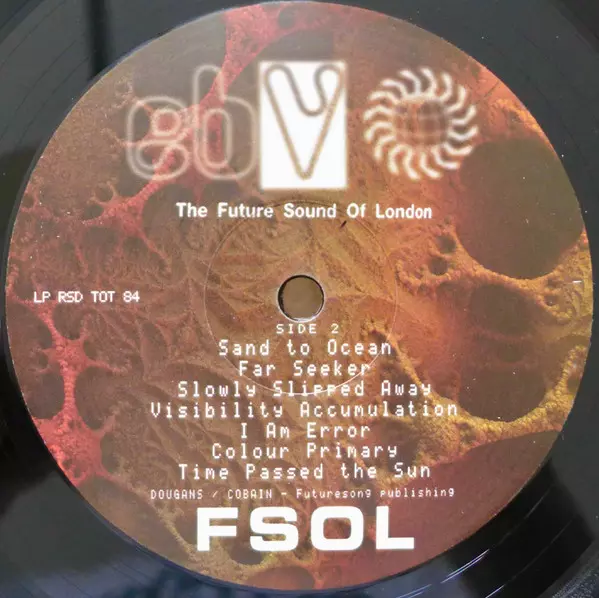 ebV
The Future Sound Of London
LP RSD TOT 84
SIDE 2
Sand to Ocean
Far Seeker
Slowly Slipped Away
Visibility Accumulation
I Am Error
Colour Primary
Time Passed the Sun
DOUGANS / COBAIN - Futuresong publishing
FSOL